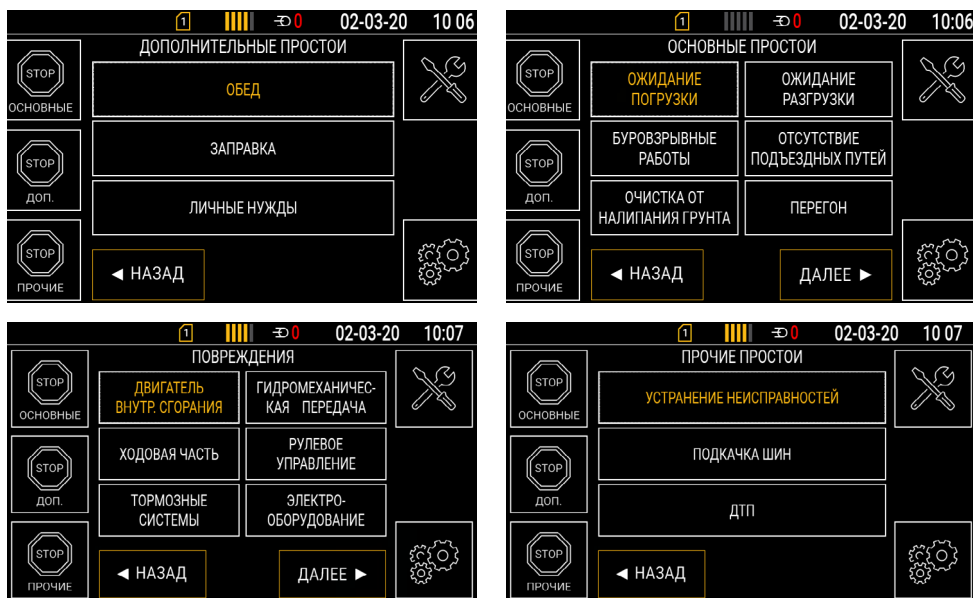 1 0 02-03-20 10 06
ДОПОЛНИТЕЛЬНЫЕ ПРОСТОИ
STOP
ОСНОВНЫЕ
ОБЕД
STOP
ДОП.
ЗАПРАВКА
ЛИЧНЫЕ НУЖДЫ
STOP
ПРОЧИЕ
◄ НАЗАД
1 0 02-03-20 10:06
ОСНОВНЫЕ ПРОСТОИ
STOP
ОСНОВНЫЕ
ОЖИДАНИЕ
ПОГРУЗКИ
ОЖИДАНИЕ
РАЗГРУЗКИ
STOP
ДОП.
БУРОВЗРЫВНЫЕ
РАБОТЫ
ОТСУТСТВИЕ
ПОДЪЕЗДНЫХ ПУТЕЙ
ОЧИСТКА ОТ
НАЛИПАНИЯ ГРУНТА
ПЕРЕГОН
STOP
ПРОЧИЕ
◄ НАЗАД
ДАЛЕЕ ►
1 0 02-03-20 10:07
ПОВРЕЖДЕНИЯ
STOP
ОСНОВНЫЕ
ДВИГАТЕЛЬ
ВНУТР. СГОРАНИЯ
ГИДРОМЕХАНИЧЕС-
КАЯ ПЕРЕДАЧА
STOP
ДОП.
ХОДОВАЯ ЧАСТЬ
РУЛЕВОЕ
УПРАВЛЕНИЕ
ТОРМОЗНЫЕ
СИСТЕМЫ
ЭЛЕКТРО-
ОБОРУДОВАНИЕ
STOP
ПРОЧИЕ
◄ НАЗАД
ДАЛЕЕ ►
1 0 02-03-20 10 07
ПРОЧИЕ ПРОСТОИ
STOP
ОСНОВНЫЕ
УСТРАНЕНИЕ НЕИСПРАВНОСТЕЙ
STOP
ДОП.
ПОДКАЧКА ШИН
ДТП
STOP
ПРОЧИЕ
◄ НАЗАД